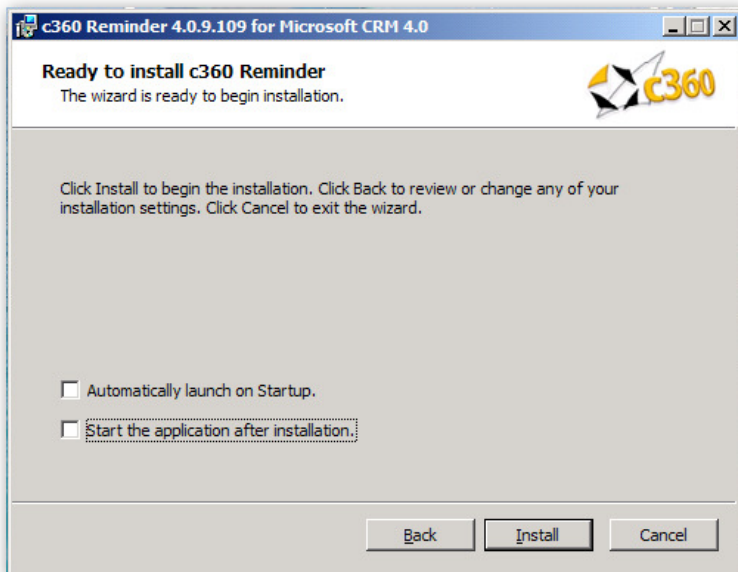 c360 Reminder 4.0.9.109 for Microsoft CRM 4.0
Ready to install c360 Reminder
The wizard is ready to begin installation.
c360
Click Install to begin the installation. Click Back to review or change any of your
installation settings. Click Cancel to exit the wizard.
Automatically launch on Startup.
Start the application after installation.
Back
Install
Cancel